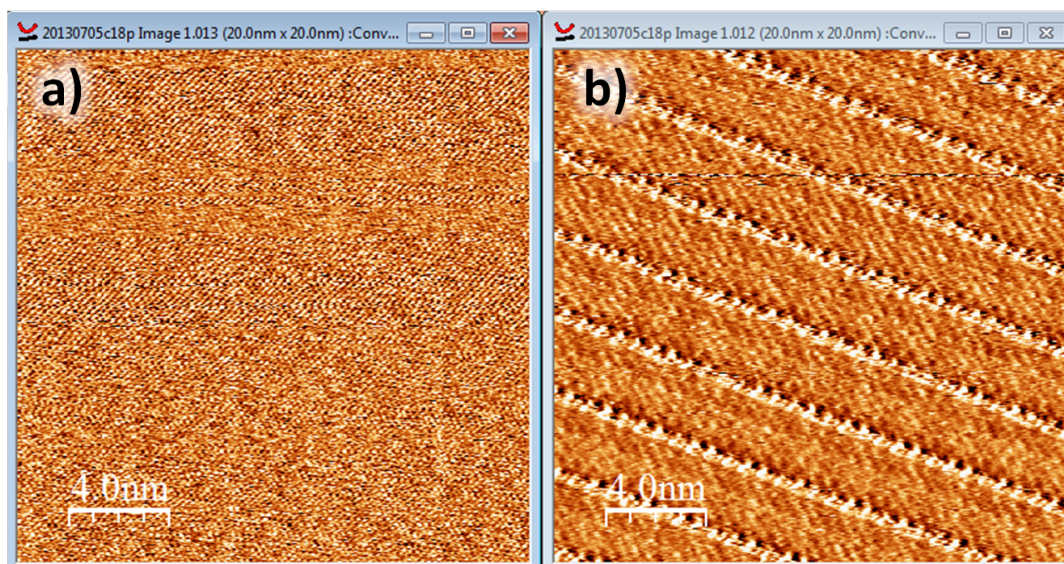 20130705c18p Image 1.013 (20.0nm x 20.0nm) :Conv...
20130705c18p Image 1.012 (20.0nm x 20.0nm) :Conv...
a)
b)
4.0nm
4.0nm